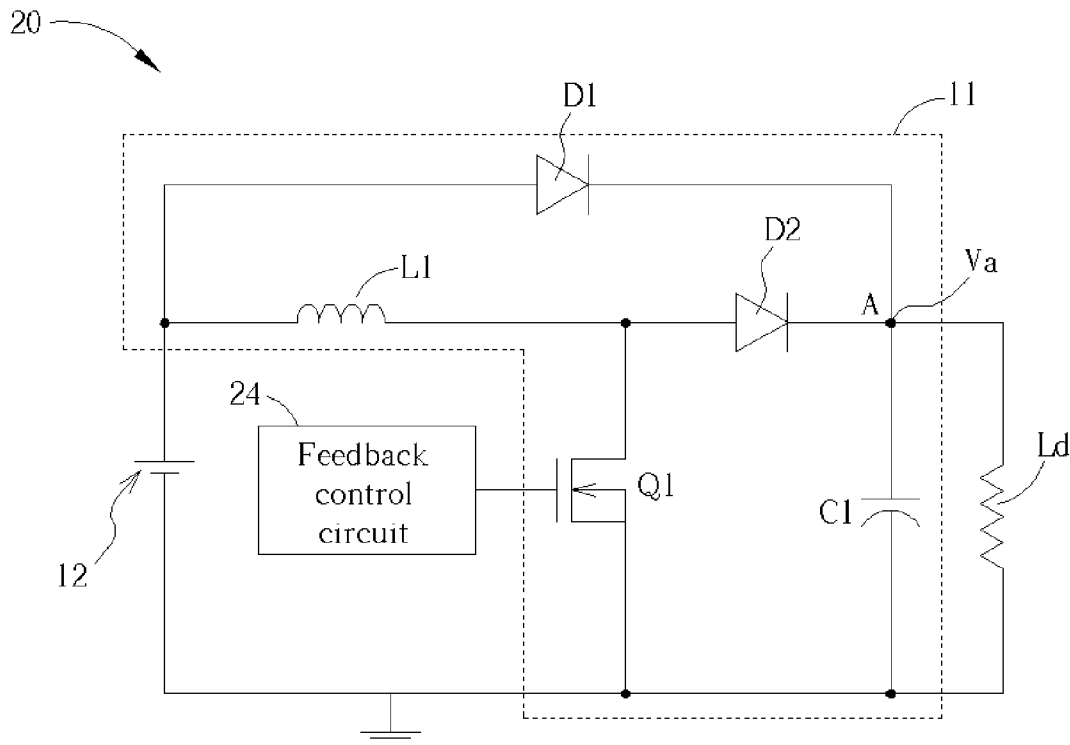 20
11
D1
D2
Va
L1
A
24
Feedback
control
circuit
Ld
Q1
C1
12